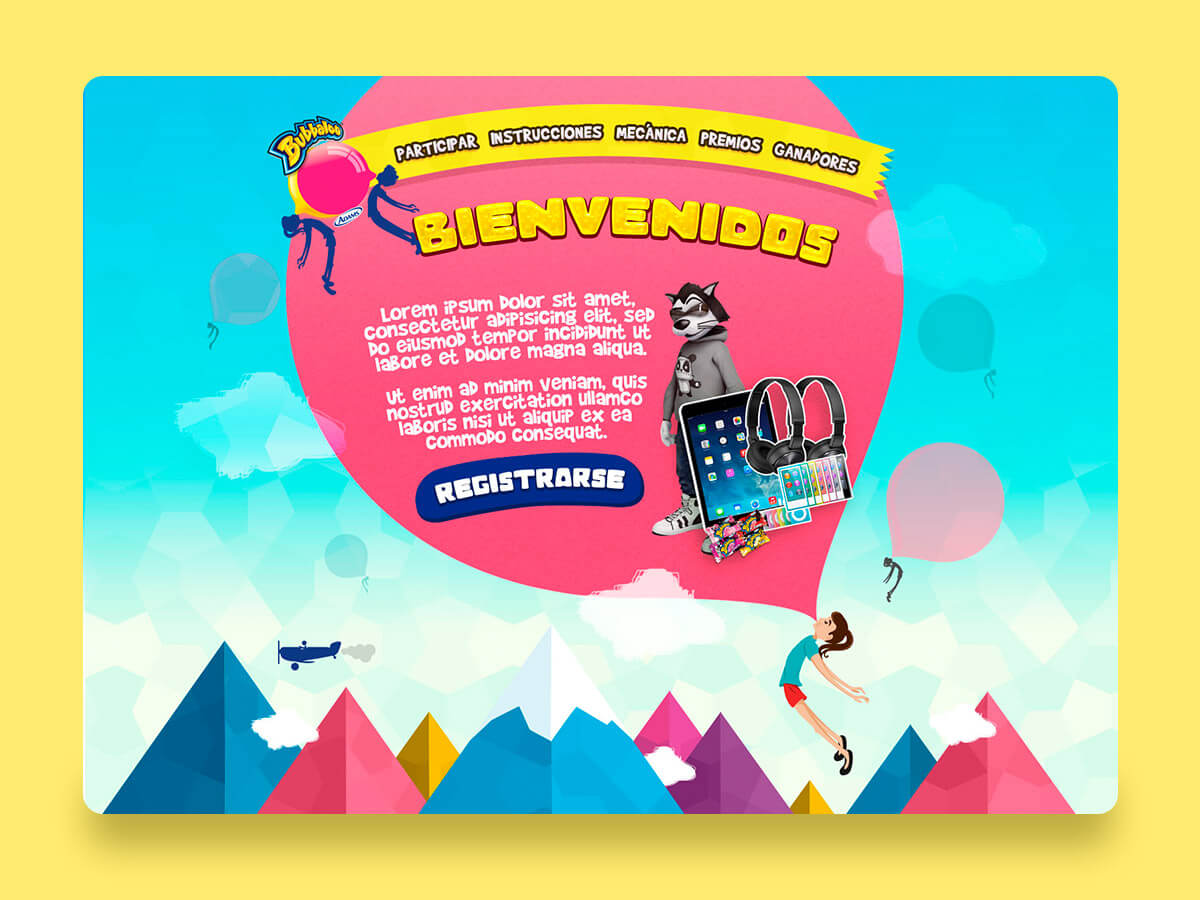 Bubbaloo
ADAMS
PARTICIPAR INSTRUCCIONES MECÁNICA PREMIOS GANADORES
BIENVENIDOS
Lorem ipsum dolor sit amet,
consectetur adipisicing elit, sed
do eiusmod tempor incididunt ut
labore et dolore magna aliqua.
Ut enim ad minim veniam, quis
nostrud exercitation ullamco
laboris nisi ut aliquip ex ea
commodo consequat.
REGISTRARSE